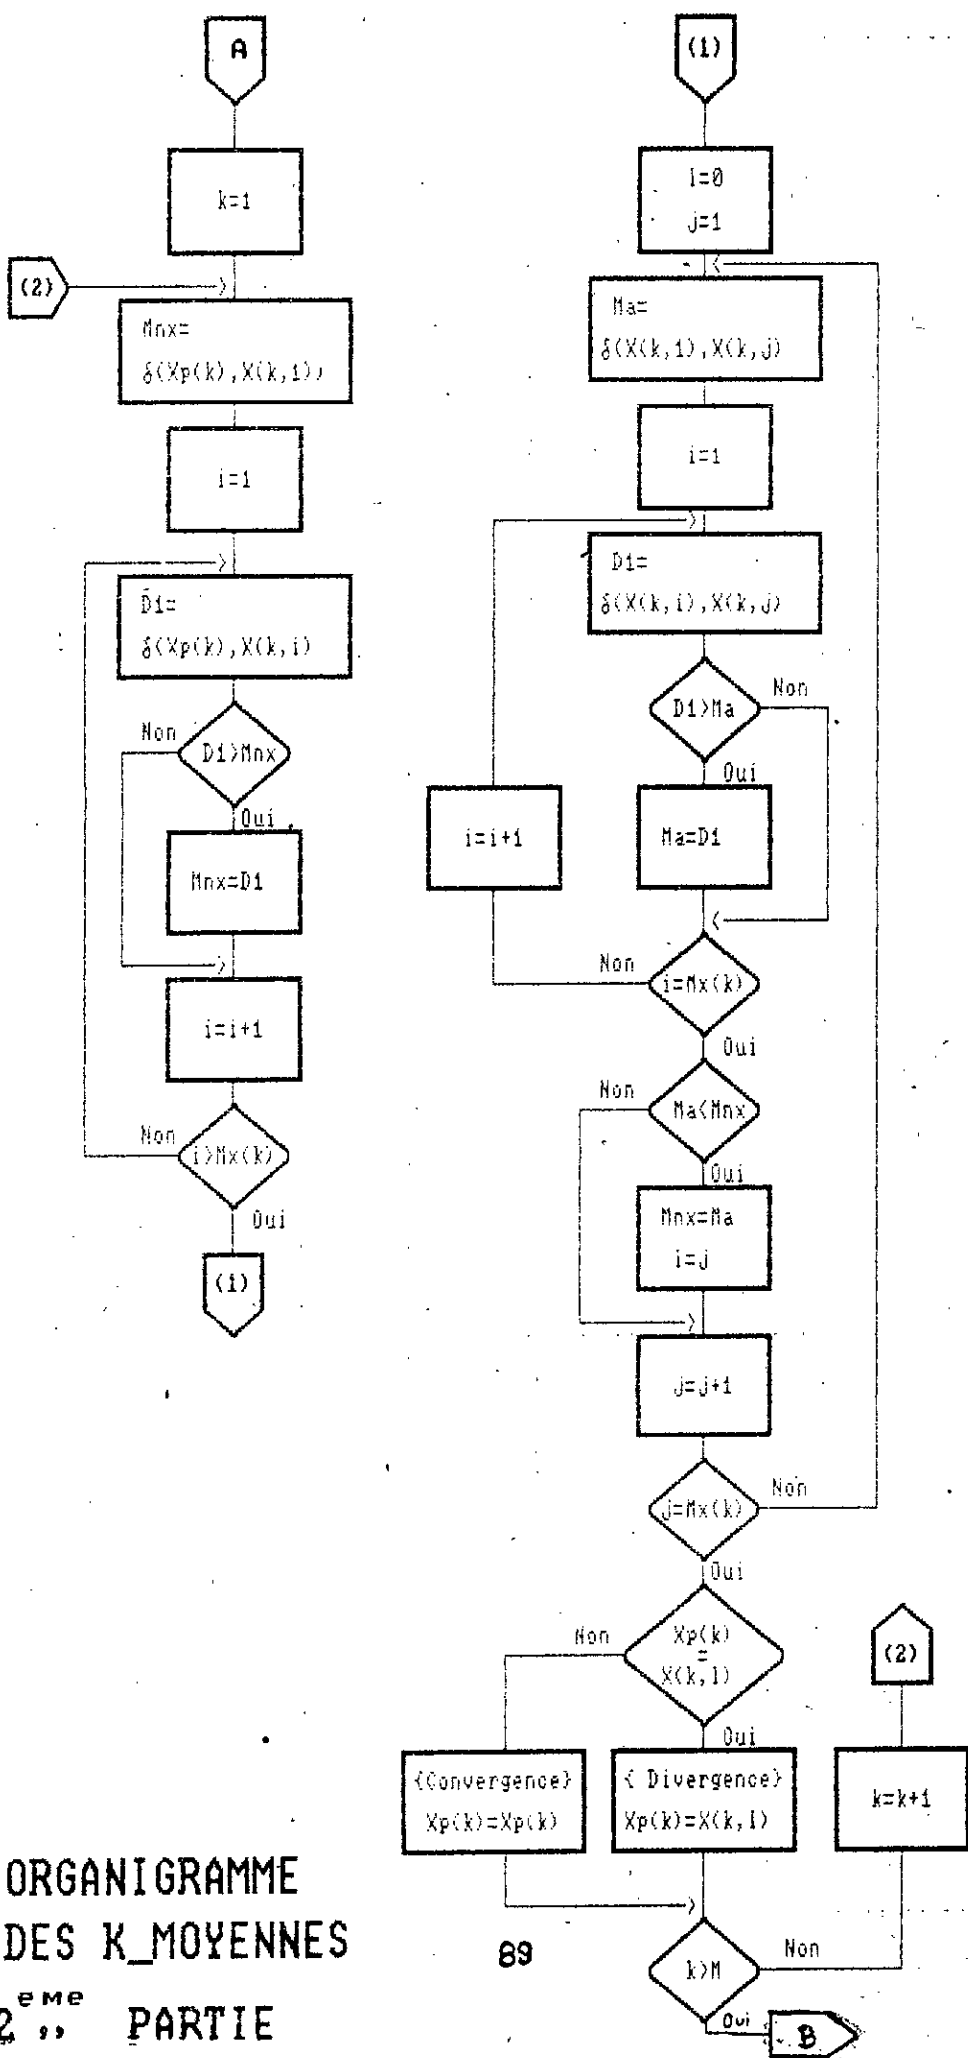 A
k=1
(2)
Mnx=
δ(Xp(k),X(k,1))
i=1
Di=
δ(Xp(k),X(k,i)
Non
Di>Mnx
Oui
Mnx=Di
i=i+1
Non
i>Mx(k)
Oui
(1)
(1)
l=0
j=1
Ma=
δ(X(k,1),X(k,j)
i=1
Di=
δ(X(k,i),X(k,j)
Di>Ma
Non
Oui
i=i+1
Ma=Di
Non
i=Mx(k)
Oui
Non
Ma<Mnx
Oui
Mnx=Ma
i=j
j=j+1
j=Mx(k)
Non
Oui
Non
Xp(k)
=
X(k,l)
(2)
Oui
{Convergence}
Xp(k)=Xp(k)
{ Divergence}
Xp(k)=X(k,l)
k=k+1
k>M
Non
Oui
B
ORGANIGRAMME
DES K_MOYENNES
2eme ,, PARTIE
89